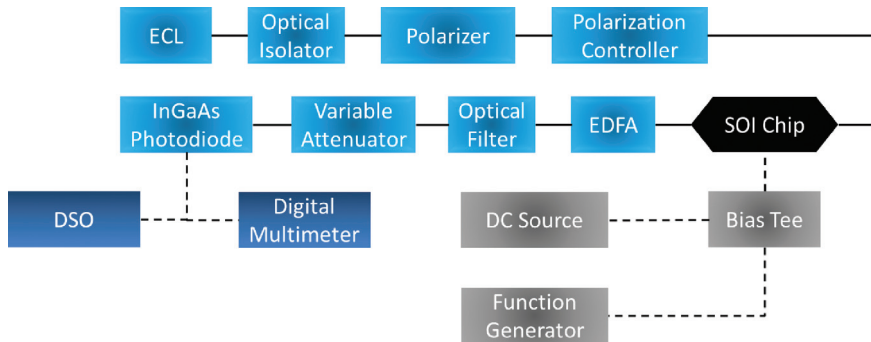 ECL
Optical
Isolator
Polarizer
Polarization
Controller
InGaAs
Photodiode
Variable
Attenuator
Optical
Filter
EDFA
SOI Chip
DSO
Digital
Multimeter
DC Source
Bias Tee
Function
Generator